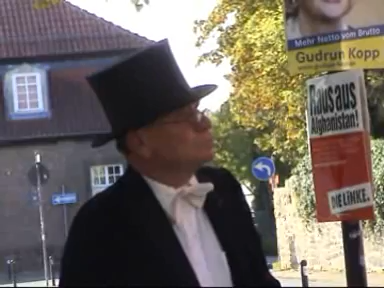 Mehr Netto vom Brutto
Gudrun Kopp
Raus aus
Afghanistan!
DIE LINKE.